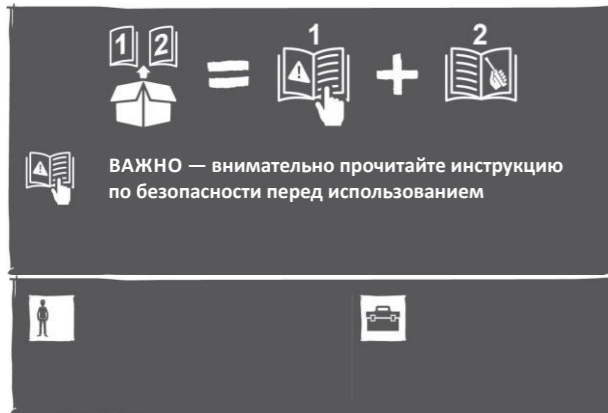 1 2
1
2
ВАЖНО — внимательно прочитайте инструкцию
по безопасности перед использованием